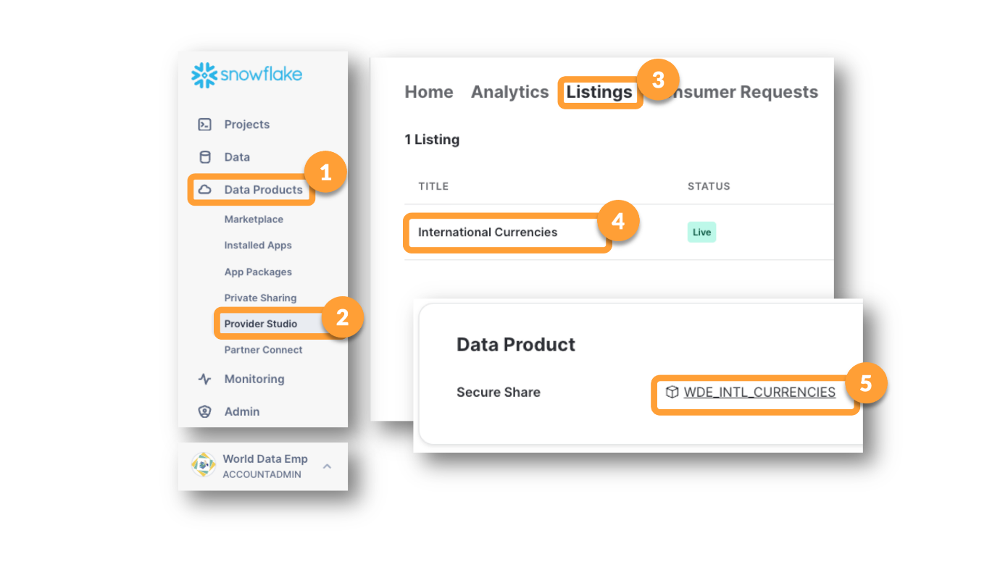 snowflake
Projects
Data
1
Data Products
Marketplace
Installed Apps
App Packages
Private Sharing
2
Provider Studio
Partner Connect
Monitoring
Admin
World Data Emp
ACCOUNTADMIN
Home Analytics Listings 3 nsumer Requests
1 Listing
TITLE STATUS
International Currencies 4 Live
Data Product
Secure Share WDE_INTL_CURRENCIES 5